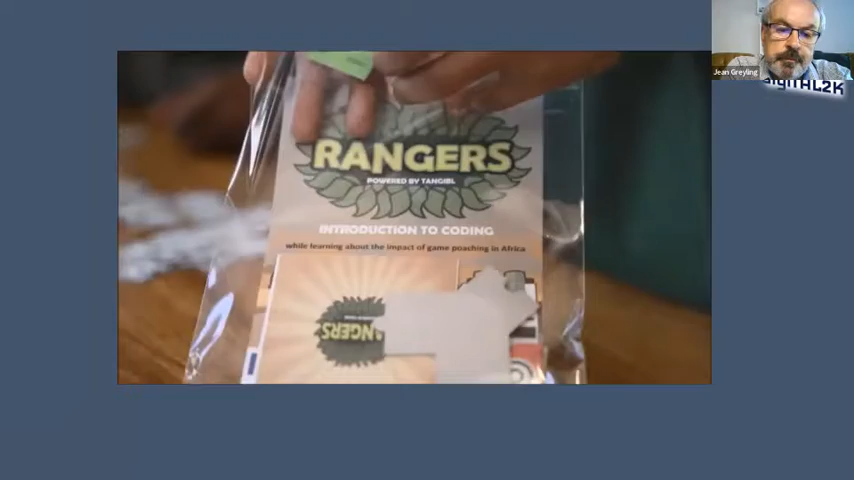 Jean Greyling
DIGITAL2K
RANGERS
POWERED BY TANGIBL
INTRODUCTION TO CODING
while learning about the impact of game poaching in Africa
RANGERS